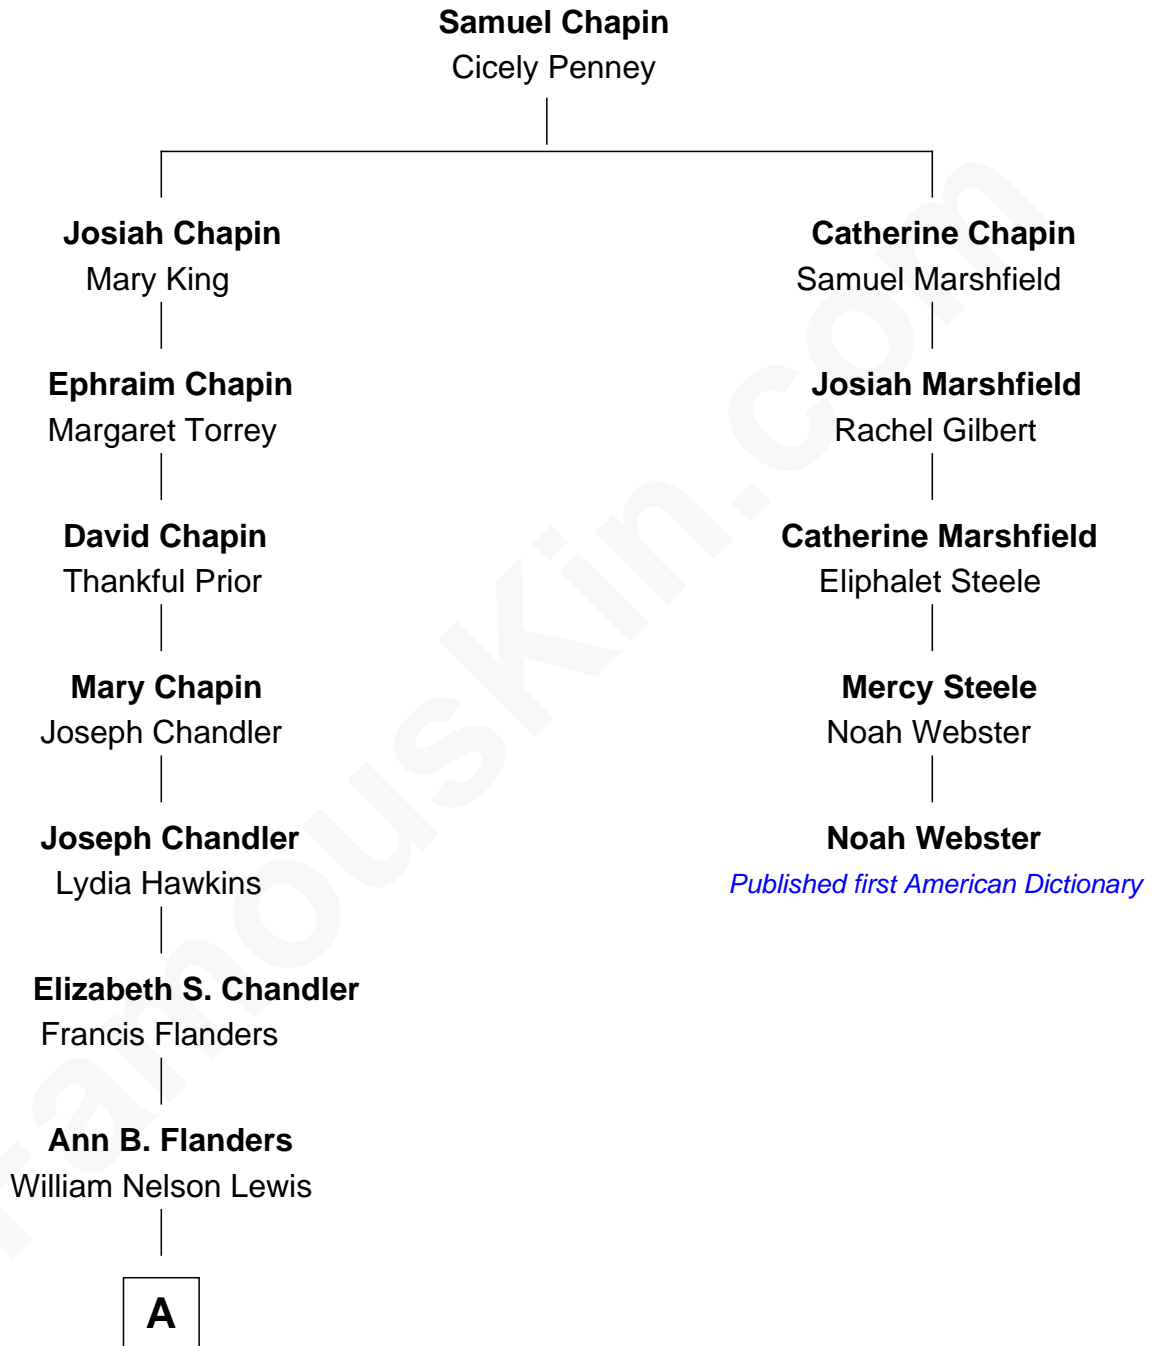 Samuel Chapin
Cicely Penney
Josiah Chapin
Mary King
Catherine Chapin
Samuel Marshfield
Ephraim Chapin
Margaret Torrey
Josiah Marshfield
Rachel Gilbert
David Chapin
Thankful Prior
Catherine Marshfield
Eliphalet Steele
Mary Chapin
Joseph Chandler
Mercy Steele
Noah Webster
Joseph Chandler
Lydia Hawkins
Noah Webster
Published first American Dictionary
Elizabeth S. Chandler
Francis Flanders
Ann B. Flanders
William Nelson Lewis
A
FamousKin.com